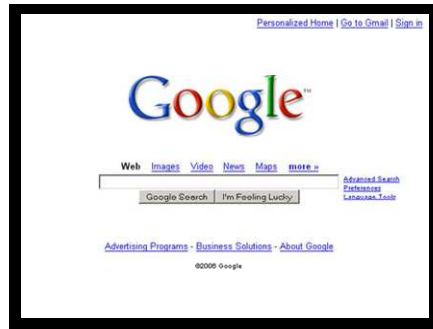 Personalized Home | Go to Gmail | Sign in
Google™
Web Images Video News Maps more »
Advanced Search
Preferences
Language Tools
Google Search I'm Feeling Lucky
Advertising Programs - Business Solutions - About Google
©2006 Google